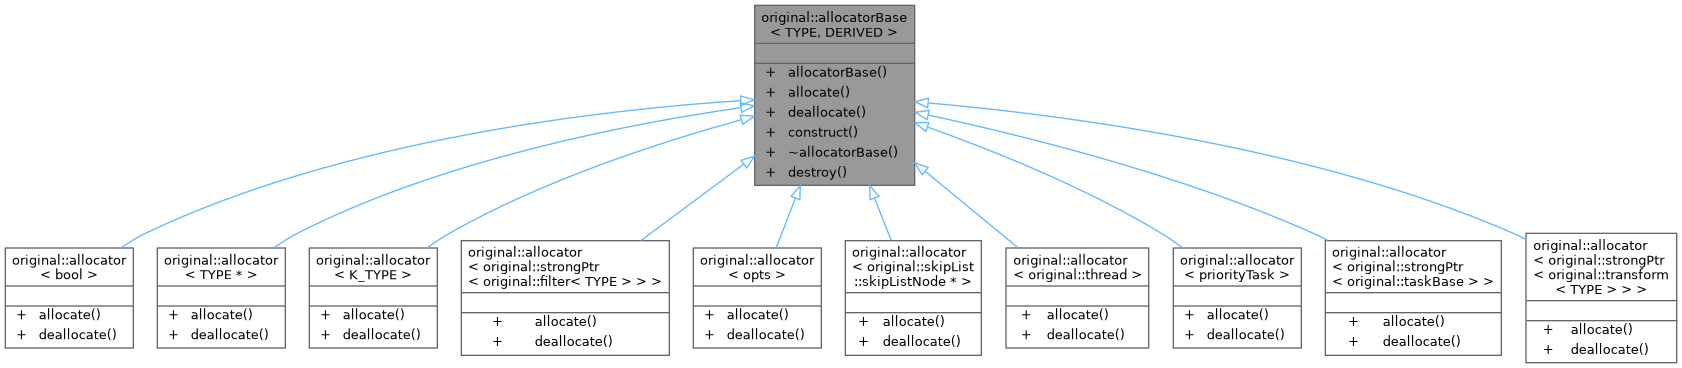 original::allocatorBase
< TYPE, DERIVED >
+ allocatorBase()
+ allocate()
+ deallocate()
+ construct()
+ ~allocatorBase()
+ destroy()
original::allocator
< bool >
+ allocate()
+ deallocate()
original::allocator
< TYPE * >
+ allocate()
+ deallocate()
original::allocator
< K_TYPE >
+ allocate()
+ deallocate()
original::allocator
< original::strongPtr
< original::filter< TYPE > > >
+ allocate()
+ deallocate()
original::allocator
< opts >
+ allocate()
+ deallocate()
original::allocator
< original::skipList
::skipListNode * >
+ allocate()
+ deallocate()
original::allocator
< original::thread >
+ allocate()
+ deallocate()
original::allocator
< priorityTask >
+ allocate()
+ deallocate()
original::allocator
< original::strongPtr
< original::taskBase > >
+ allocate()
+ deallocate()
original::allocator
< original::strongPtr
< original::transform
< TYPE > > >
+ allocate()
+ deallocate()